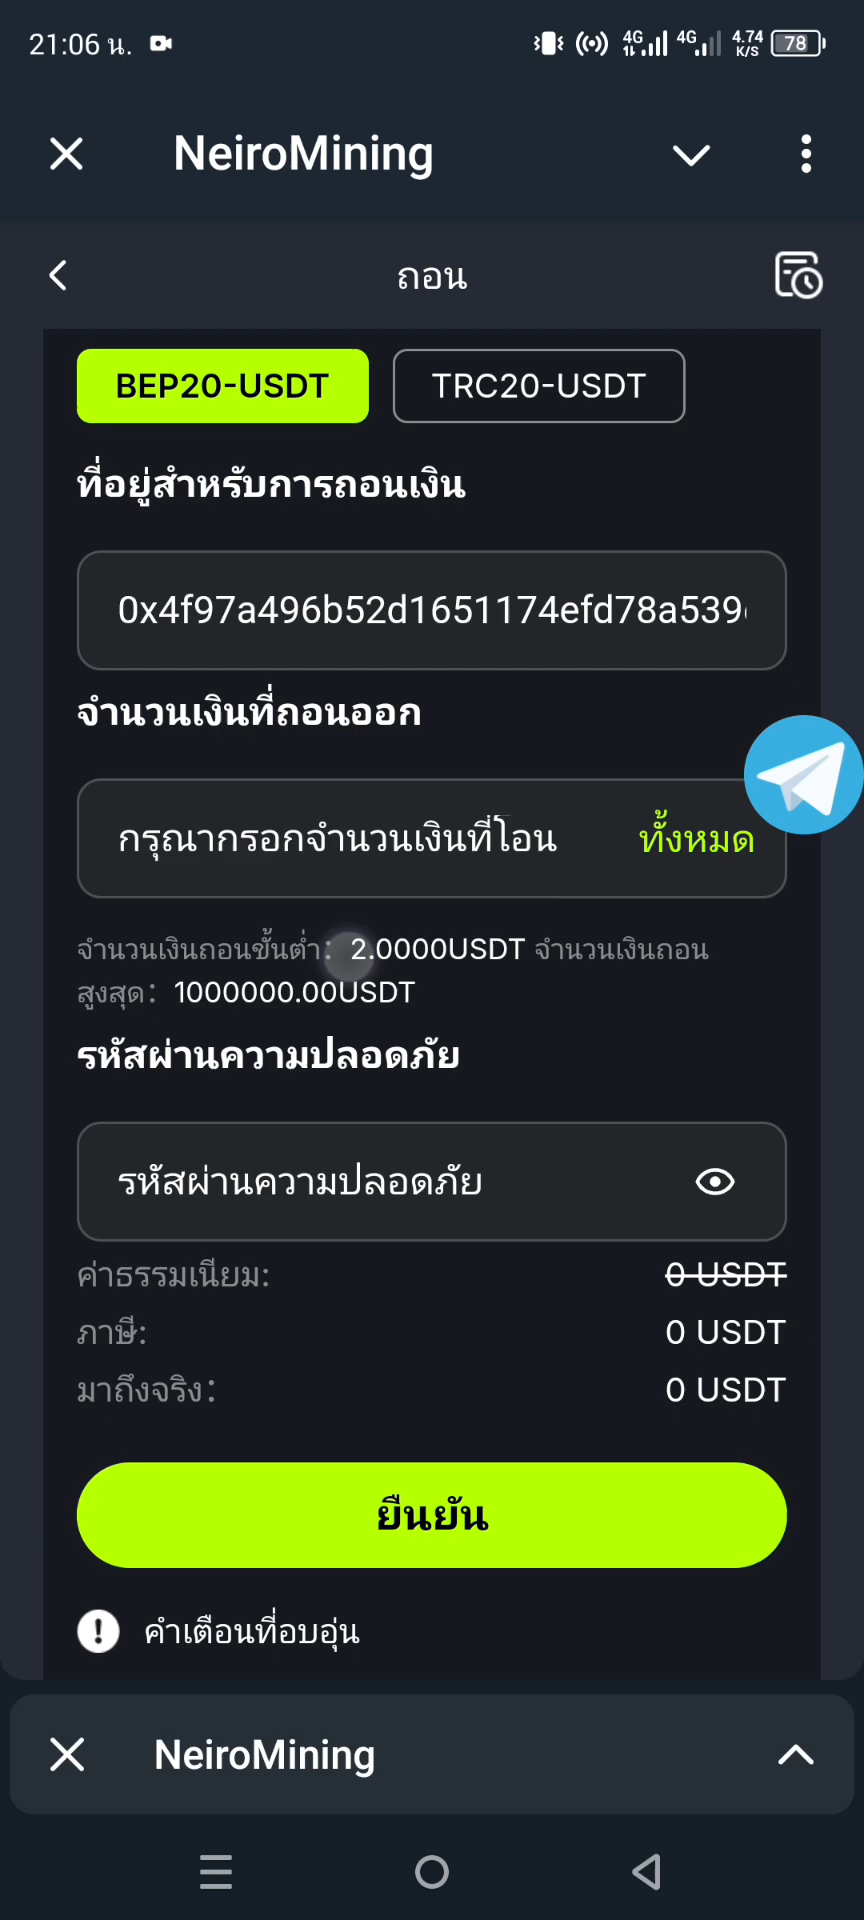 21:06 น. 4G 4G 4.74 K/S 78
NeiroMining
ถอน
BEP20-USDT TRC20-USDT
ที่อยู่สำหรับการถอนเงิน
0x4f97a496b52d1651174efd78a539
จำนวนเงินที่ถอนออก
กรุณากรอกจำนวนเงินที่โอน ทั้งหมด
จำนวนเงินถอนขั้นต่ำ: 2.0000USDT จำนวนเงินถอน
สูงสุด: 1000000.00USDT
รหัสผ่านความปลอดภัย
รหัสผ่านความปลอดภัย
ค่าธรรมเนียม: 0 USDT
ภาษี: 0 USDT
มาถึงจริง: 0 USDT
ยืนยัน
คำเตือนที่อบอุ่น
NeiroMining